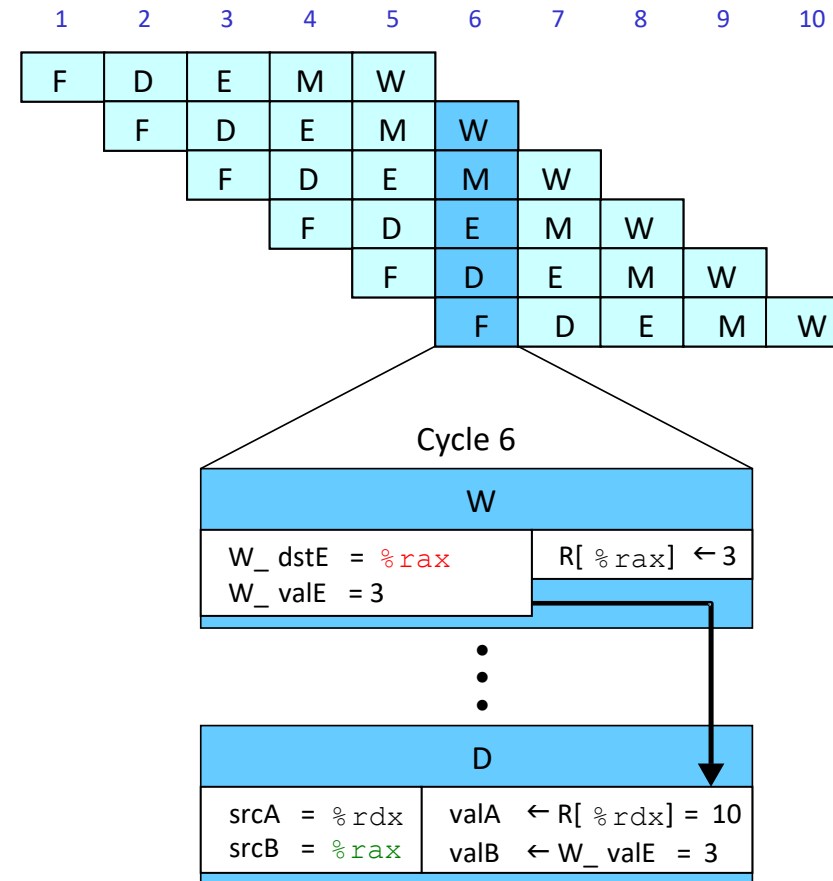 1 2 3 4 5 6 7 8 9 10
F D E M W
F D E M W
F D E M W
F D E M W
F D E M W
F D E M W
Cycle 6
W
W_ dstE = %rax R[ %rax] ← 3
W_ valE = 3
D
srcA = %rdx valA ← R[ %rdx] = 10
srcB = %rax valB ← W_ valE = 3